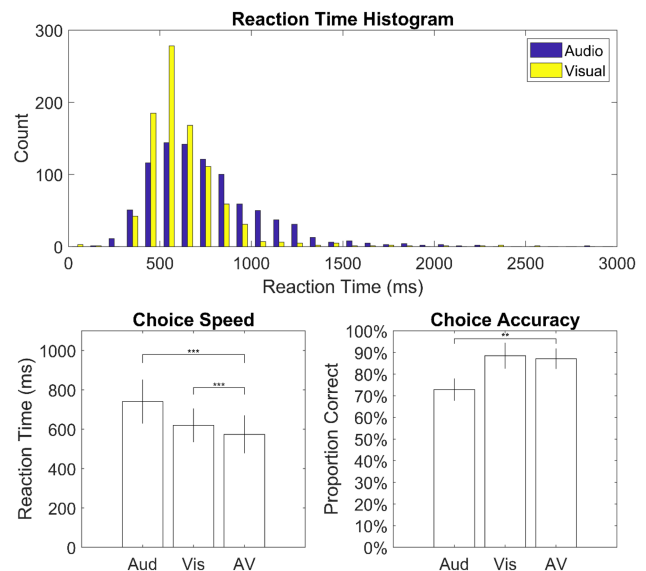 Reaction Time Histogram
300
200
100
0
Count
Audio
Visual
0 500 1000 1500 2000 2500 3000
Reaction Time (ms)
Choice Speed
1000
800
600
400
200
0
Reaction Time (ms)
***
***
Aud Vis AV
Choice Accuracy
100%
90%
80%
70%
60%
50%
40%
30%
20%
10%
0%
Proportion Correct
**
Aud Vis AV